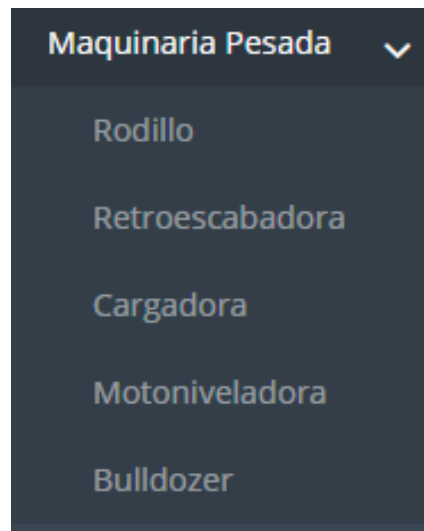 Maquinaria Pesada
Rodillo
Retroescabadora
Cargadora
Motoniveladora
Bulldozer